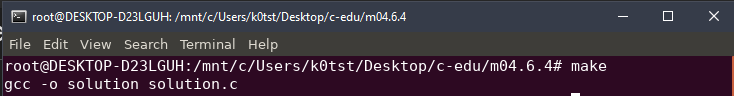 root@DESKTOP-D23LGUH: /mnt/c/Users/k0tst/Desktop/c-edu/m04.6.4
File Edit View Search Terminal Help
root@DESKTOP-D23LGUH:/mnt/c/Users/k0tst/Desktop/c-edu/m04.6.4# make
gcc -o solution solution.c